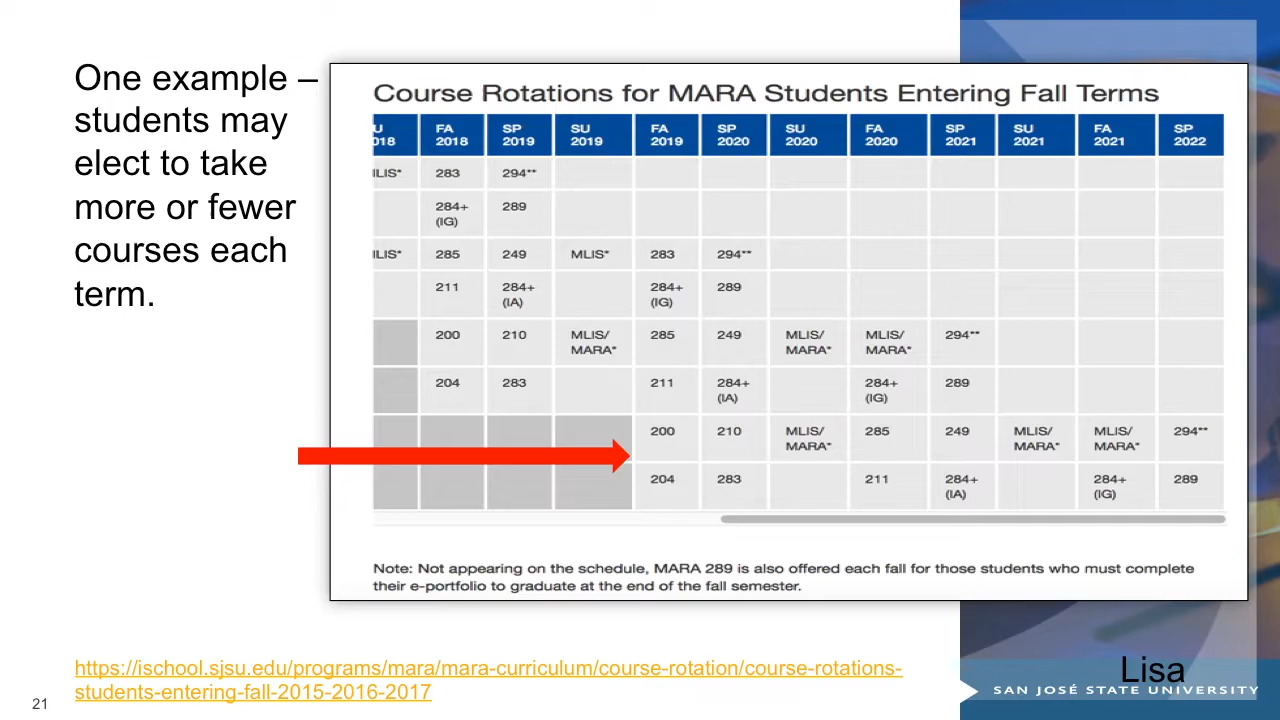 One example –
students may
elect to take
more or fewer
courses each
term.
Course Rotations for MARA Students Entering Fall Terms
U 018 FA 2018 SP 2019 SU 2019 FA 2019 SP 2020 SU 2020 FA 2020 SP 2021 SU 2021 FA 2021 SP 2022
ILIS* 283 294**
284+ (IG) 289
ILIS* 285 249 MLIS* 283 294**
211 284+ (IA) 284+ (IG) 289
200 210 MLIS/ MARA* 285 249 MLIS/ MARA* MLIS/ MARA* 294**
204 283 211 284+ (IA) 284+ (IG) 289
200 210 MLIS/ MARA* 285 249 MLIS/ MARA* MLIS/ MARA* 294**
204 283 211 284+ (IA) 284+ (IG) 289
Note: Not appearing on the schedule, MARA 289 is also offered each fall for those students who must complete
their e-portfolio to graduate at the end of the fall semester.
https://ischool.sjsu.edu/programs/mara/mara-curriculum/course-rotation/course-rotations-
students-entering-fall-2015-2016-2017
Lisa
SAN JOSÉ STATE UNIVERSITY
21